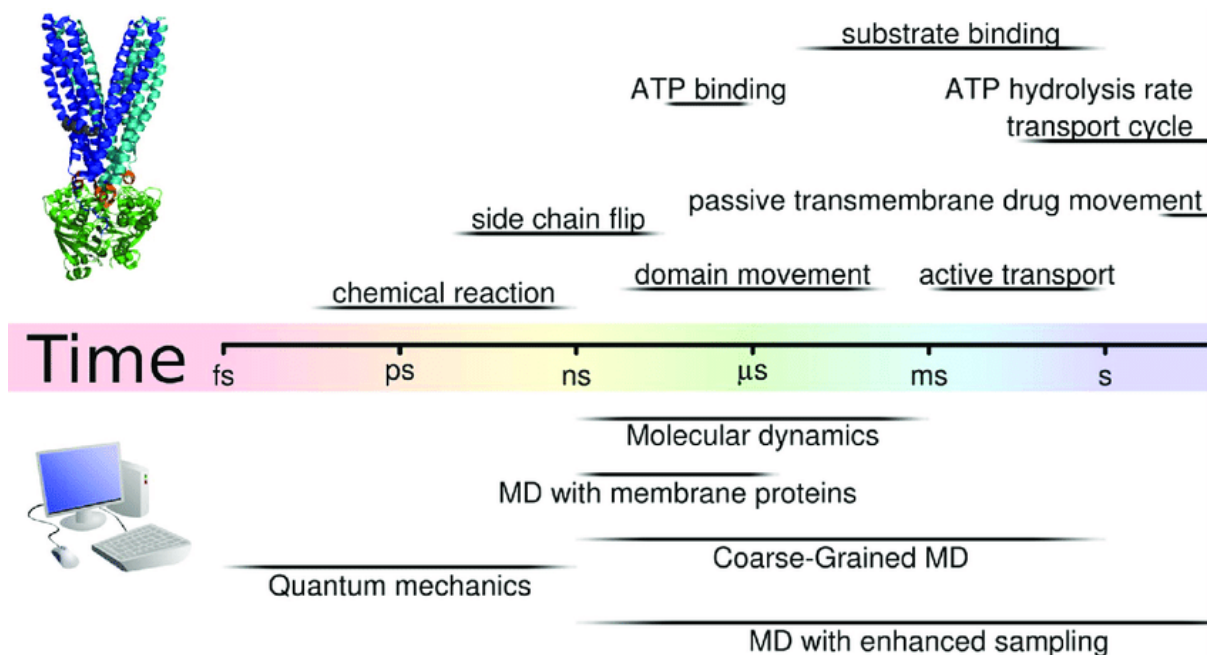 substrate binding
ATP binding
ATP hydrolysis rate
transport cycle
passive transmembrane drug movement
side chain flip
domain movement
active transport
chemical reaction
Time
fs
ps
ns
μs
ms
s
Molecular dynamics
MD with membrane proteins
Coarse-Grained MD
Quantum mechanics
MD with enhanced sampling